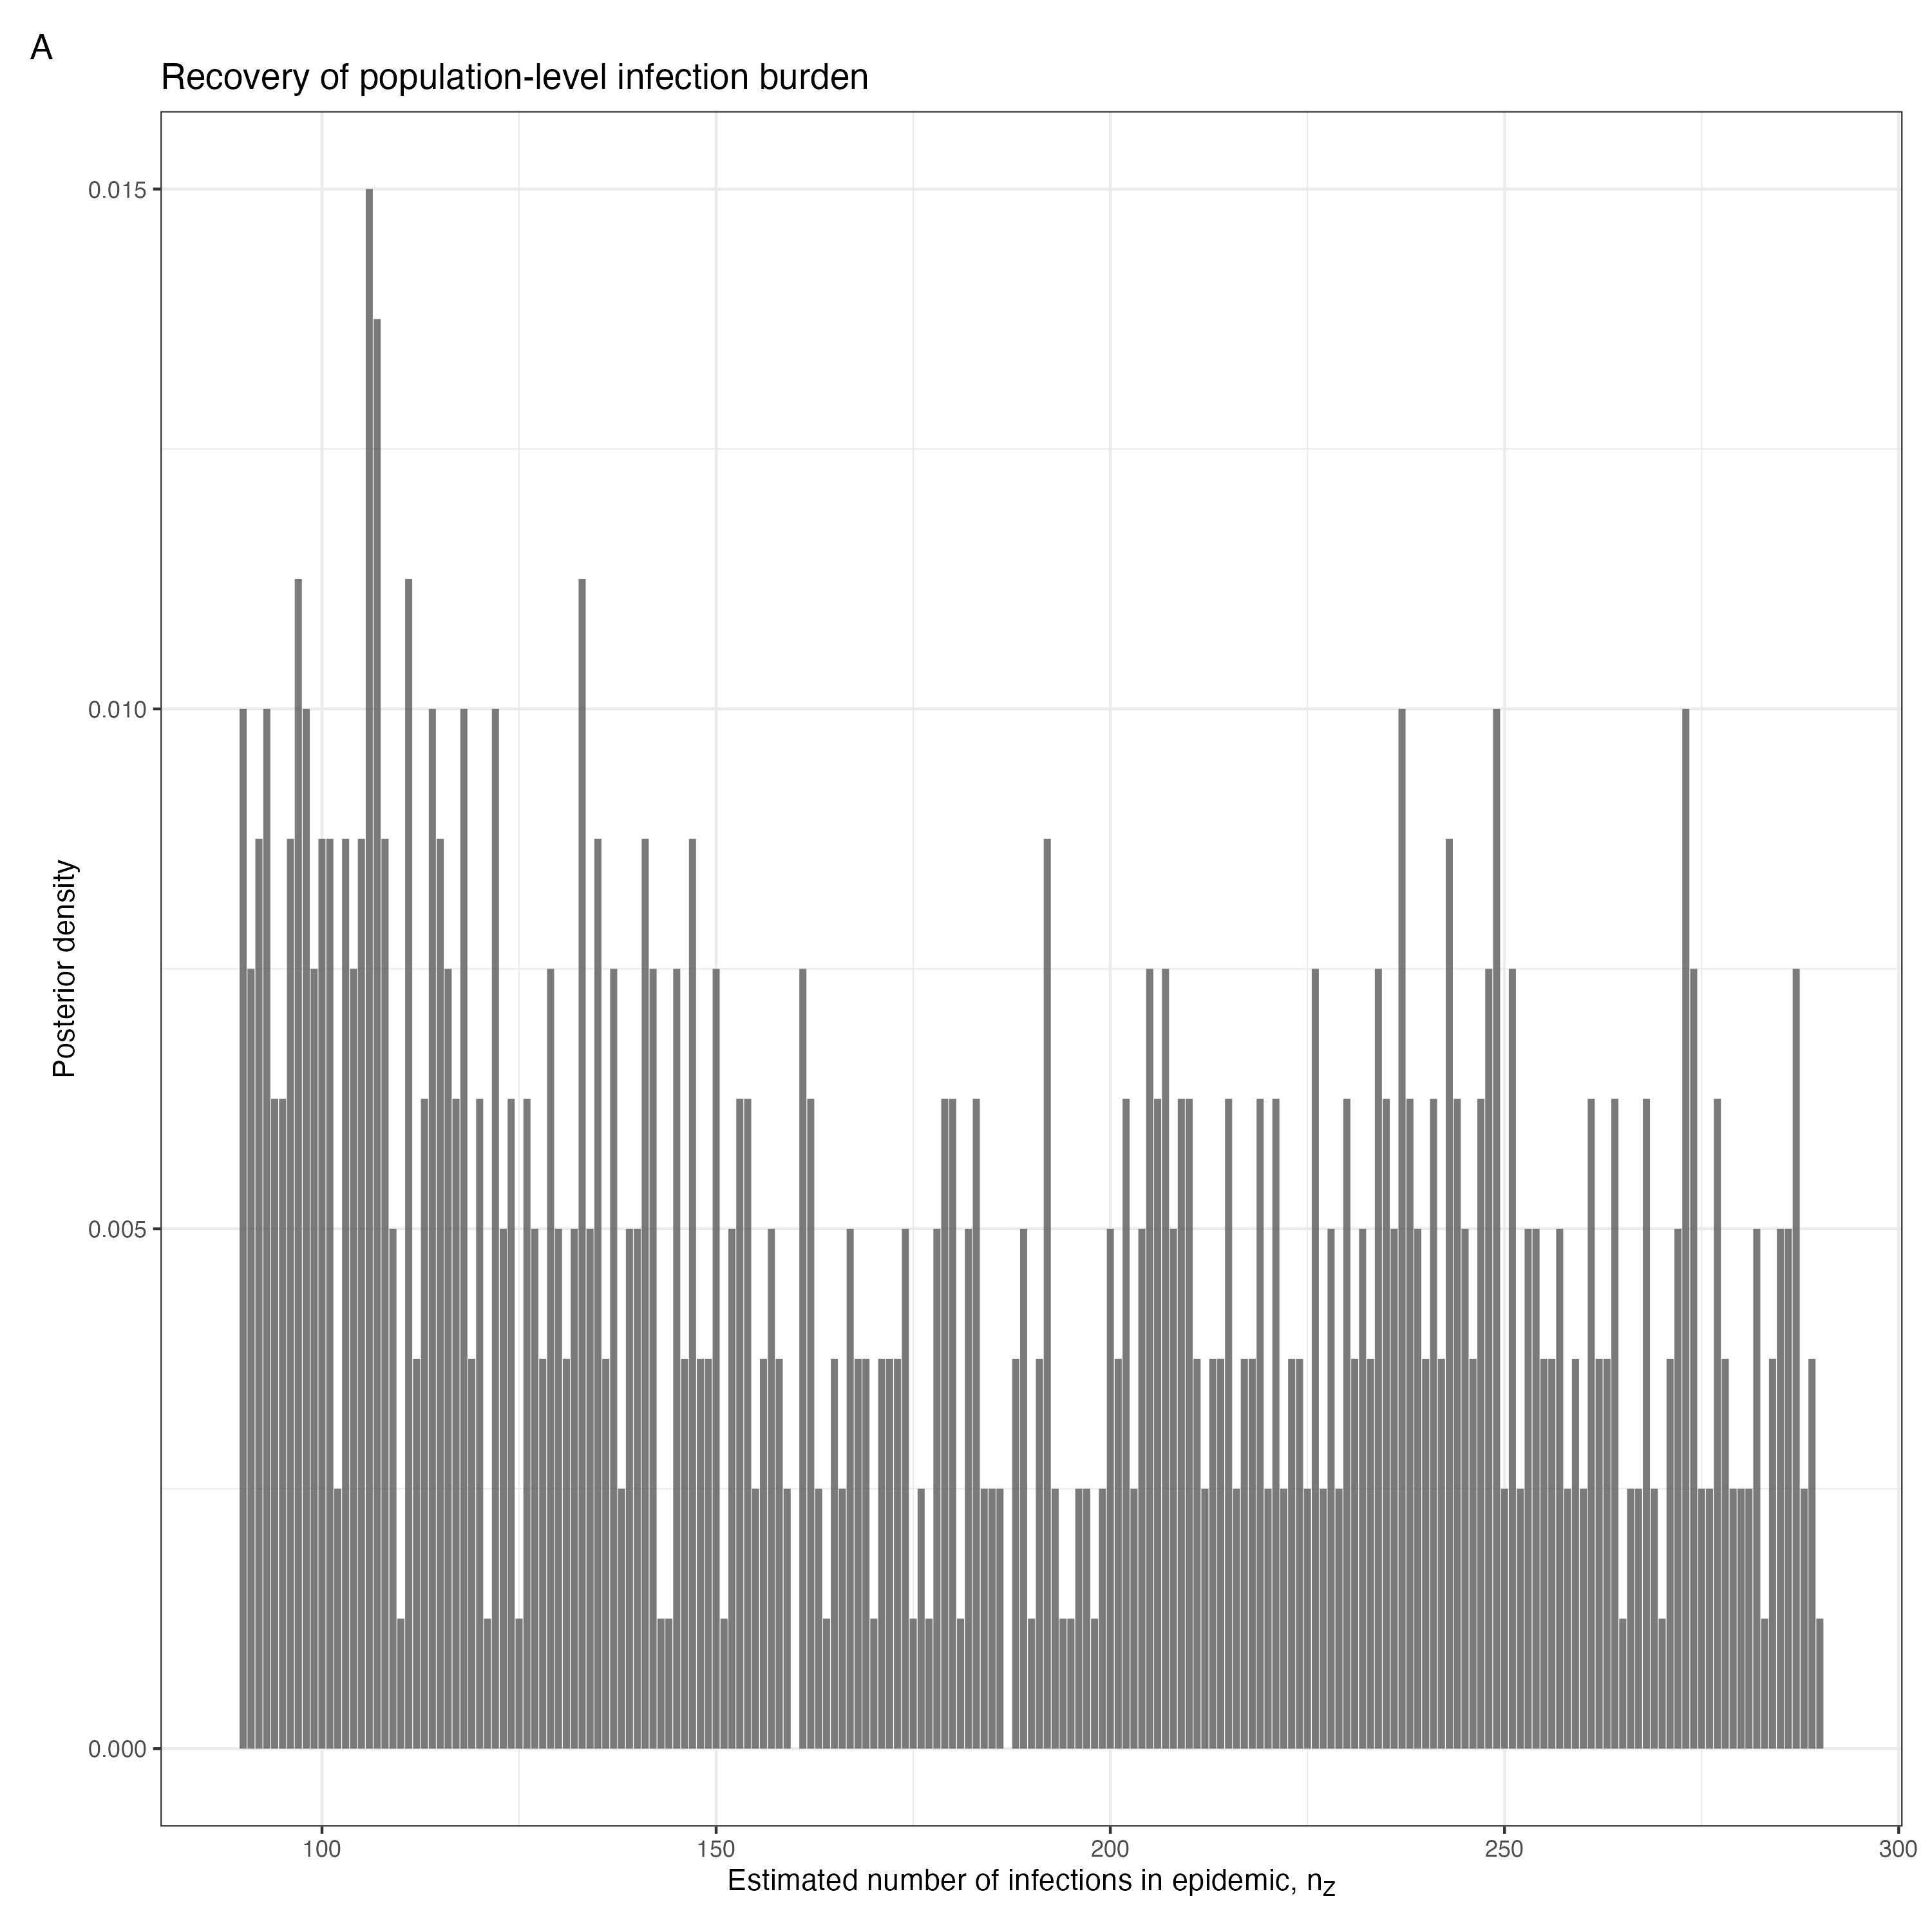 A
Recovery of population-level infection burden
0.015
0.010
0.005
0.000
Posterior density
100 150 200 250 300
Estimated number of infections in epidemic, nZ